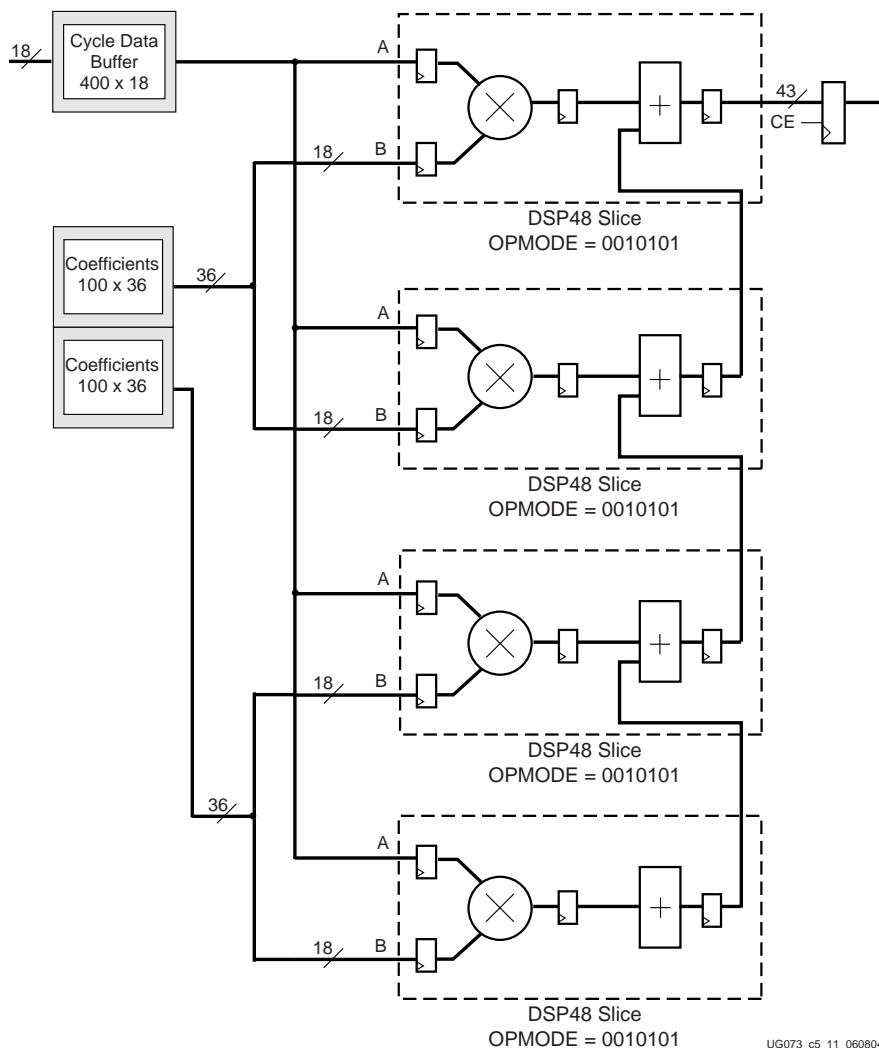 18
Cycle Data
Buffer
400 x 18
A
43
CE
18
B
DSP48 Slice
OPMODE = 0010101
Coefficients
100 x 36
36
A
Coefficients
100 x 36
18
B
DSP48 Slice
OPMODE = 0010101
A
18
B
DSP48 Slice
OPMODE = 0010101
36
A
18
B
DSP48 Slice
OPMODE = 0010101
UG073_c5_11_060804